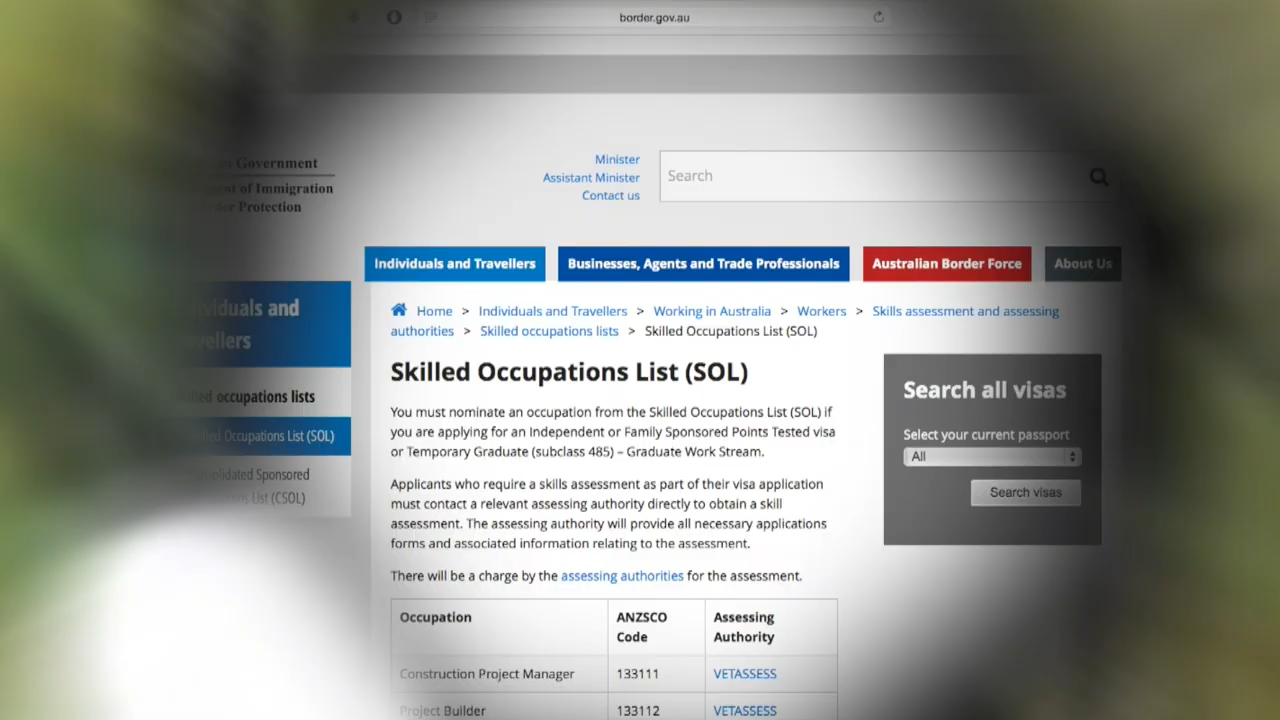 border.gov.au
Government
of Immigration
Protection
Minister
Assistant Minister
Contact us
Search
Individuals and Travellers
Businesses, Agents and Trade Professionals
Australian Border Force
About Us
and
Home > Individuals and Travellers > Working in Australia > Workers > Skills assessment and assessing
authorities > Skilled occupations lists > Skilled Occupations List (SOL)
occupations lists
Occupations List (SOL)
Sponsored
List (CSOL)
Skilled Occupations List (SOL)
You must nominate an occupation from the Skilled Occupations List (SOL) if
you are applying for an Independent or Family Sponsored Points Tested visa
or Temporary Graduate (subclass 485) – Graduate Work Stream.
Applicants who require a skills assessment as part of their visa application
must contact a relevant assessing authority directly to obtain a skill
assessment. The assessing authority will provide all necessary applications
forms and associated information relating to the assessment.
There will be a charge by the assessing authorities for the assessment.
Search all visas
Select your current passport
All
Search visas
Occupation
ANZSCO
Code
Assessing
Authority
Construction Project Manager 133111 VETASSESS
Project Builder 133112 VETASSESS